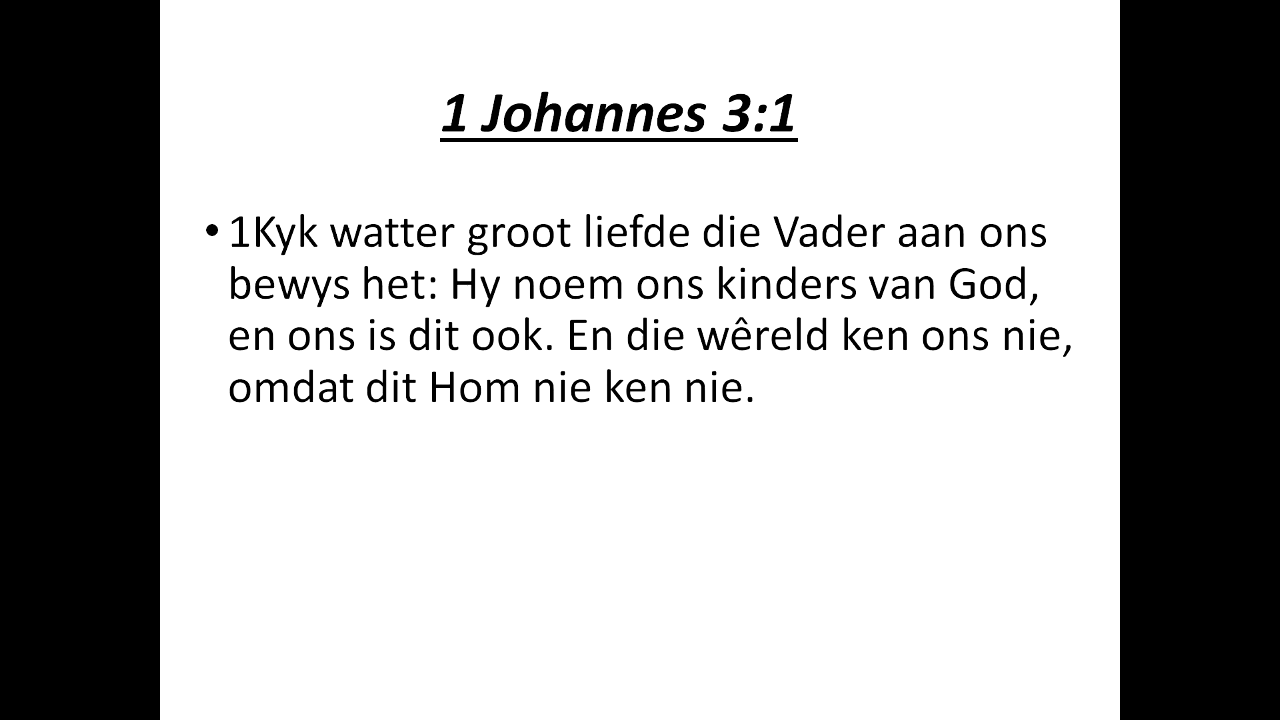 1 Johannes 3:1
• 1Kyk watter groot liefde die Vader aan ons
bewys het: Hy noem ons kinders van God,
en ons is dit ook. En die wêreld ken ons nie,
omdat dit Hom nie ken nie.